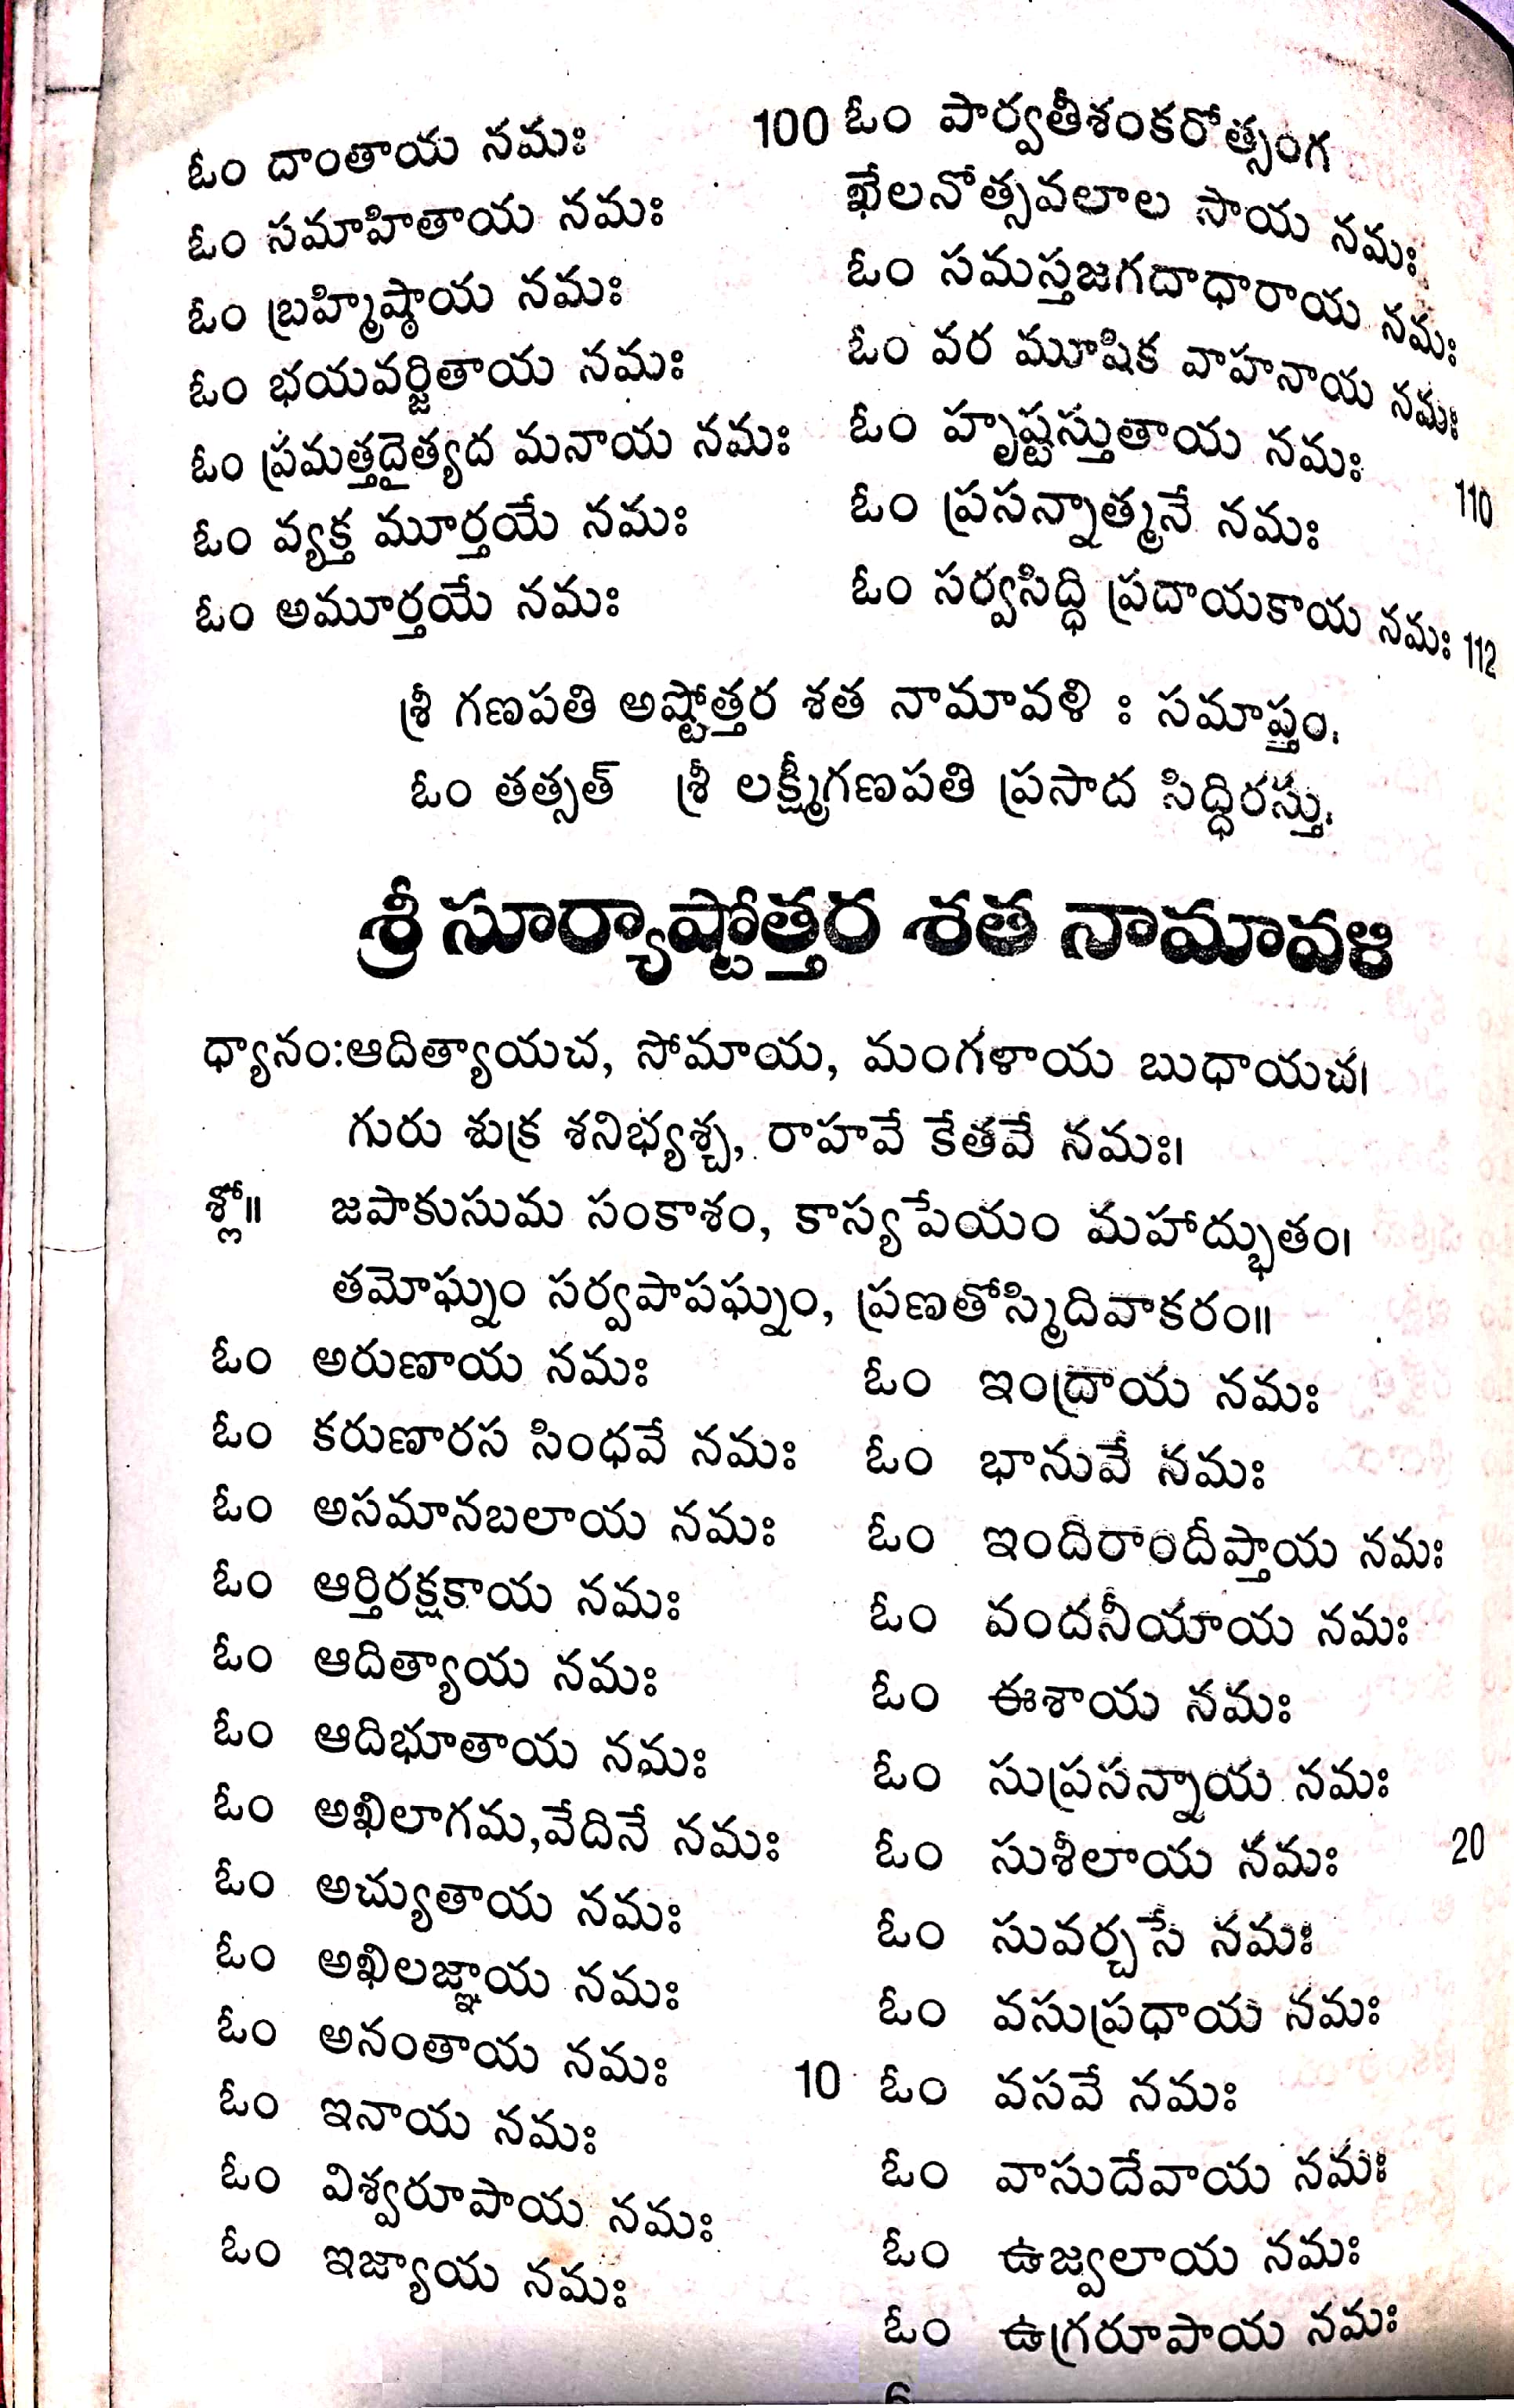 ఓం దాంతాయ నమః 100
ఓం సమాహితాయ నమః
ఓం బ్రహ్మిష్ఠాయ నమః
ఓం భయవర్జితాయ నమః
ఓం ప్రమత్తదైత్యద మనాయ నమః
ఓం వ్యక్త మూర్తయే నమః
ఓం అమూర్తయే నమః
ఓం పార్వతీశంకరోత్సంగ
ఖేలనోత్సవలాల సాయ నమః
ఓం సమస్తజగదాధారాయ నమః
ఓం వర మూషిక వాహనాయ నమః
ఓం హృష్టస్తుతాయ నమః 110
ఓం ప్రసన్నాత్మనే నమః
ఓం సర్వసిద్ధి ప్రదాయకాయ నమః 112
శ్రీ గణపతి అష్టోత్తర శత నామావళి : సమాప్తం.
ఓం తత్సత్ శ్రీ లక్ష్మీగణపతి ప్రసాద సిద్ధిరస్తు.
శ్రీ సూర్యాష్టోత్తర శత నామావళి
ధ్యానం:ఆదిత్యాయచ, సోమాయ, మంగళాయ బుధాయచ।
గురు శుక్ర శనిభ్యశ్చ, రాహవే కేతవే నమః।
శ్లో॥ జపాకుసుమ సంకాశం, కాస్యపేయం మహాద్భుతం।
తమోఘ్నం సర్వపాపఘ్నం, ప్రణతోస్మిదివాకరం॥
ఓం అరుణాయ నమః
ఓం కరుణారస సింధవే నమః
ఓం అసమానబలాయ నమః
ఓం ఆర్తిరక్షకాయ నమః
ఓం ఆదిత్యాయ నమః
ఓం ఆదిభూతాయ నమః
ఓం అఖిలాగమ,వేదినే నమః
ఓం అచ్యుతాయ నమః
ఓం అఖిలజ్ఞాయ నమః
ఓం అనంతాయ నమః 10
ఓం ఇనాయ నమః
ఓం విశ్వరూపాయ నమః
ఓం ఇజ్యాయ నమః
ఓం ఇంద్రాయ నమః
ఓం భానువే నమః
ఓం ఇందిరాందీప్తాయ నమః
ఓం వందనీయాయ నమః
ఓం ఈశాయ నమః
ఓం సుప్రసన్నాయ నమః
ఓం సుశీలాయ నమః 20
ఓం సువర్చసే నమః
ఓం వసుప్రధాయ నమః
ఓం వసవే నమః
ఓం వాసుదేవాయ నమః
ఓం ఉజ్వలాయ నమః
ఓం ఉగ్రరూపాయ నమః